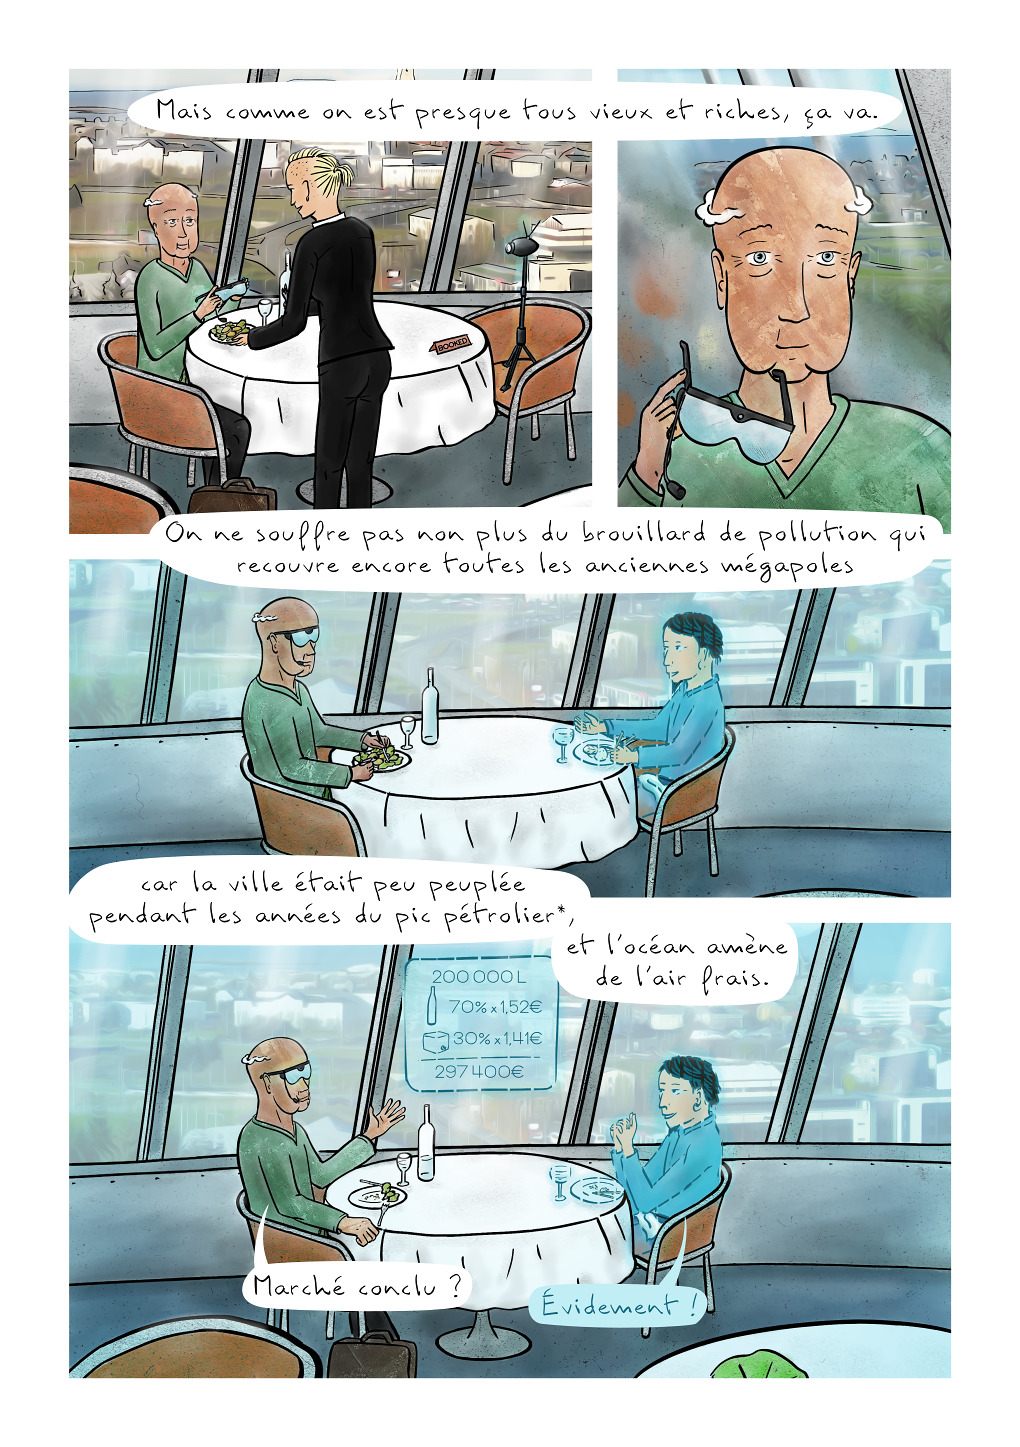 Mais comme on est presque tous vieux et riches, ça va.
BOOKED
On ne souffre pas non plus du brouillard de pollution qui
recouvre encore toutes les anciennes mégapoles
car la ville était peu peuplée
pendant les années du pic pétrolier*,
et l'océan amène
de l'air frais.
200 000 L
70% x 1,52€
30% x 1,41€
297 400€
Marché conclu ?
Évidement !